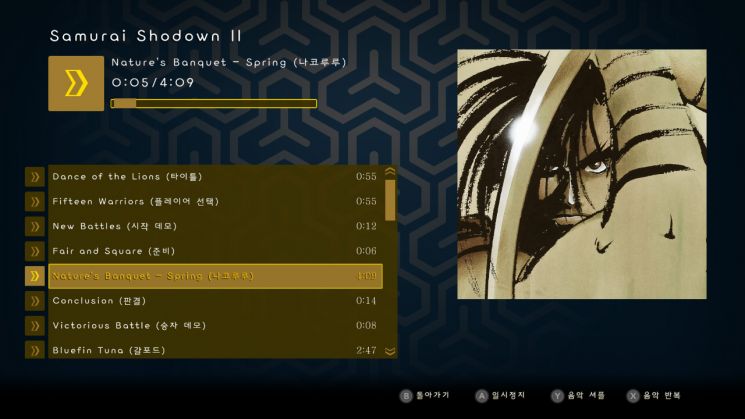 Samurai Shodown II
Nature's Banquet - Spring (나코루루)
0:05/4:09
Dance of the Lions (타이틀) 0:55
Fifteen Warriors (플레이어 선택) 0:55
New Battles (시작 데모) 0:12
Fair and Square (준비) 0:06
Nature's Banquet - Spring (나코루루) 4:09
Conclusion (판결) 0:14
Victorious Battle (승자 데모) 0:08
Bluefin Tuna (갈포드) 2:47
B 돌아가기 A 일시정지 Y 음악 셔플 X 음악 반복